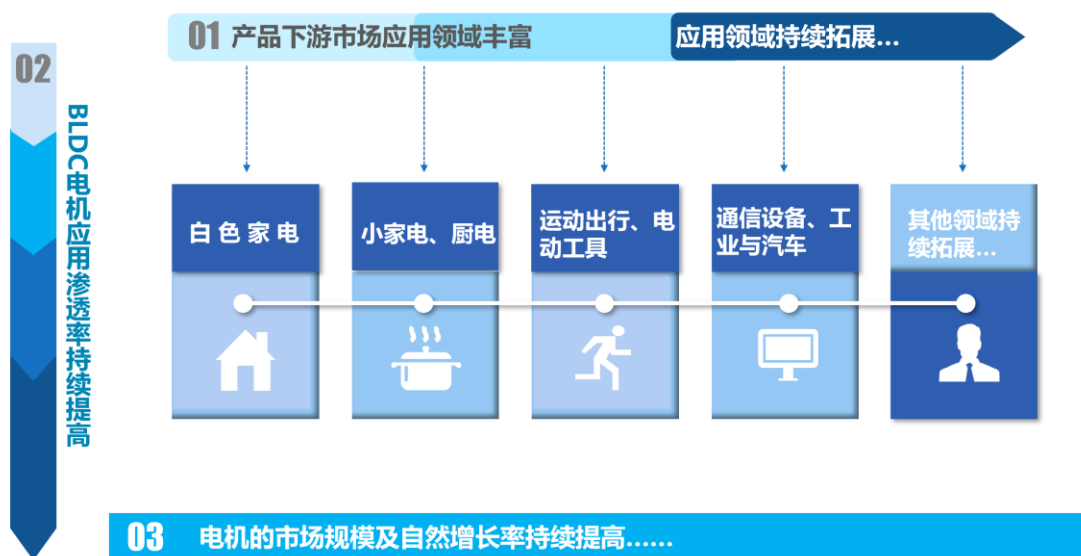 01 产品下游市场应用领域丰富
应用领域持续拓展...
02
BLDC电机应用渗透率持续提高
白色家电
小家电、厨电
运动出行、电
动工具
通信设备、工
业与汽车
其他领域持
续拓展...
03 电机的市场规模及自然增长率持续提高......